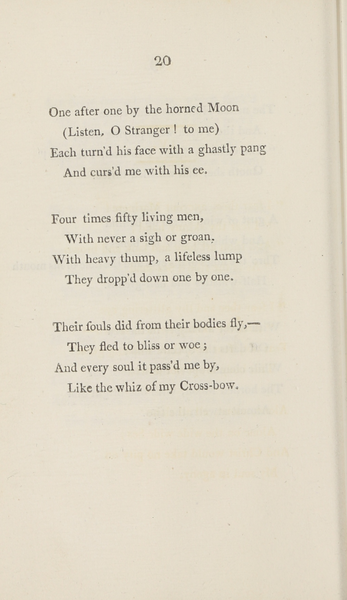 20
One after one by the horned Moon
(Listen, O Stranger! to me)
Each turn'd his face with a ghastly pang
And curs'd me with his ee.
Four times fifty living men,
With never a sigh or groan,
With heavy thump, a lifeless lump
They dropp'd down one by one.
Their souls did from their bodies fly,—
They fled to bliss or woe;
And every soul it pass'd me by,
Like the whiz of my Cross-bow.